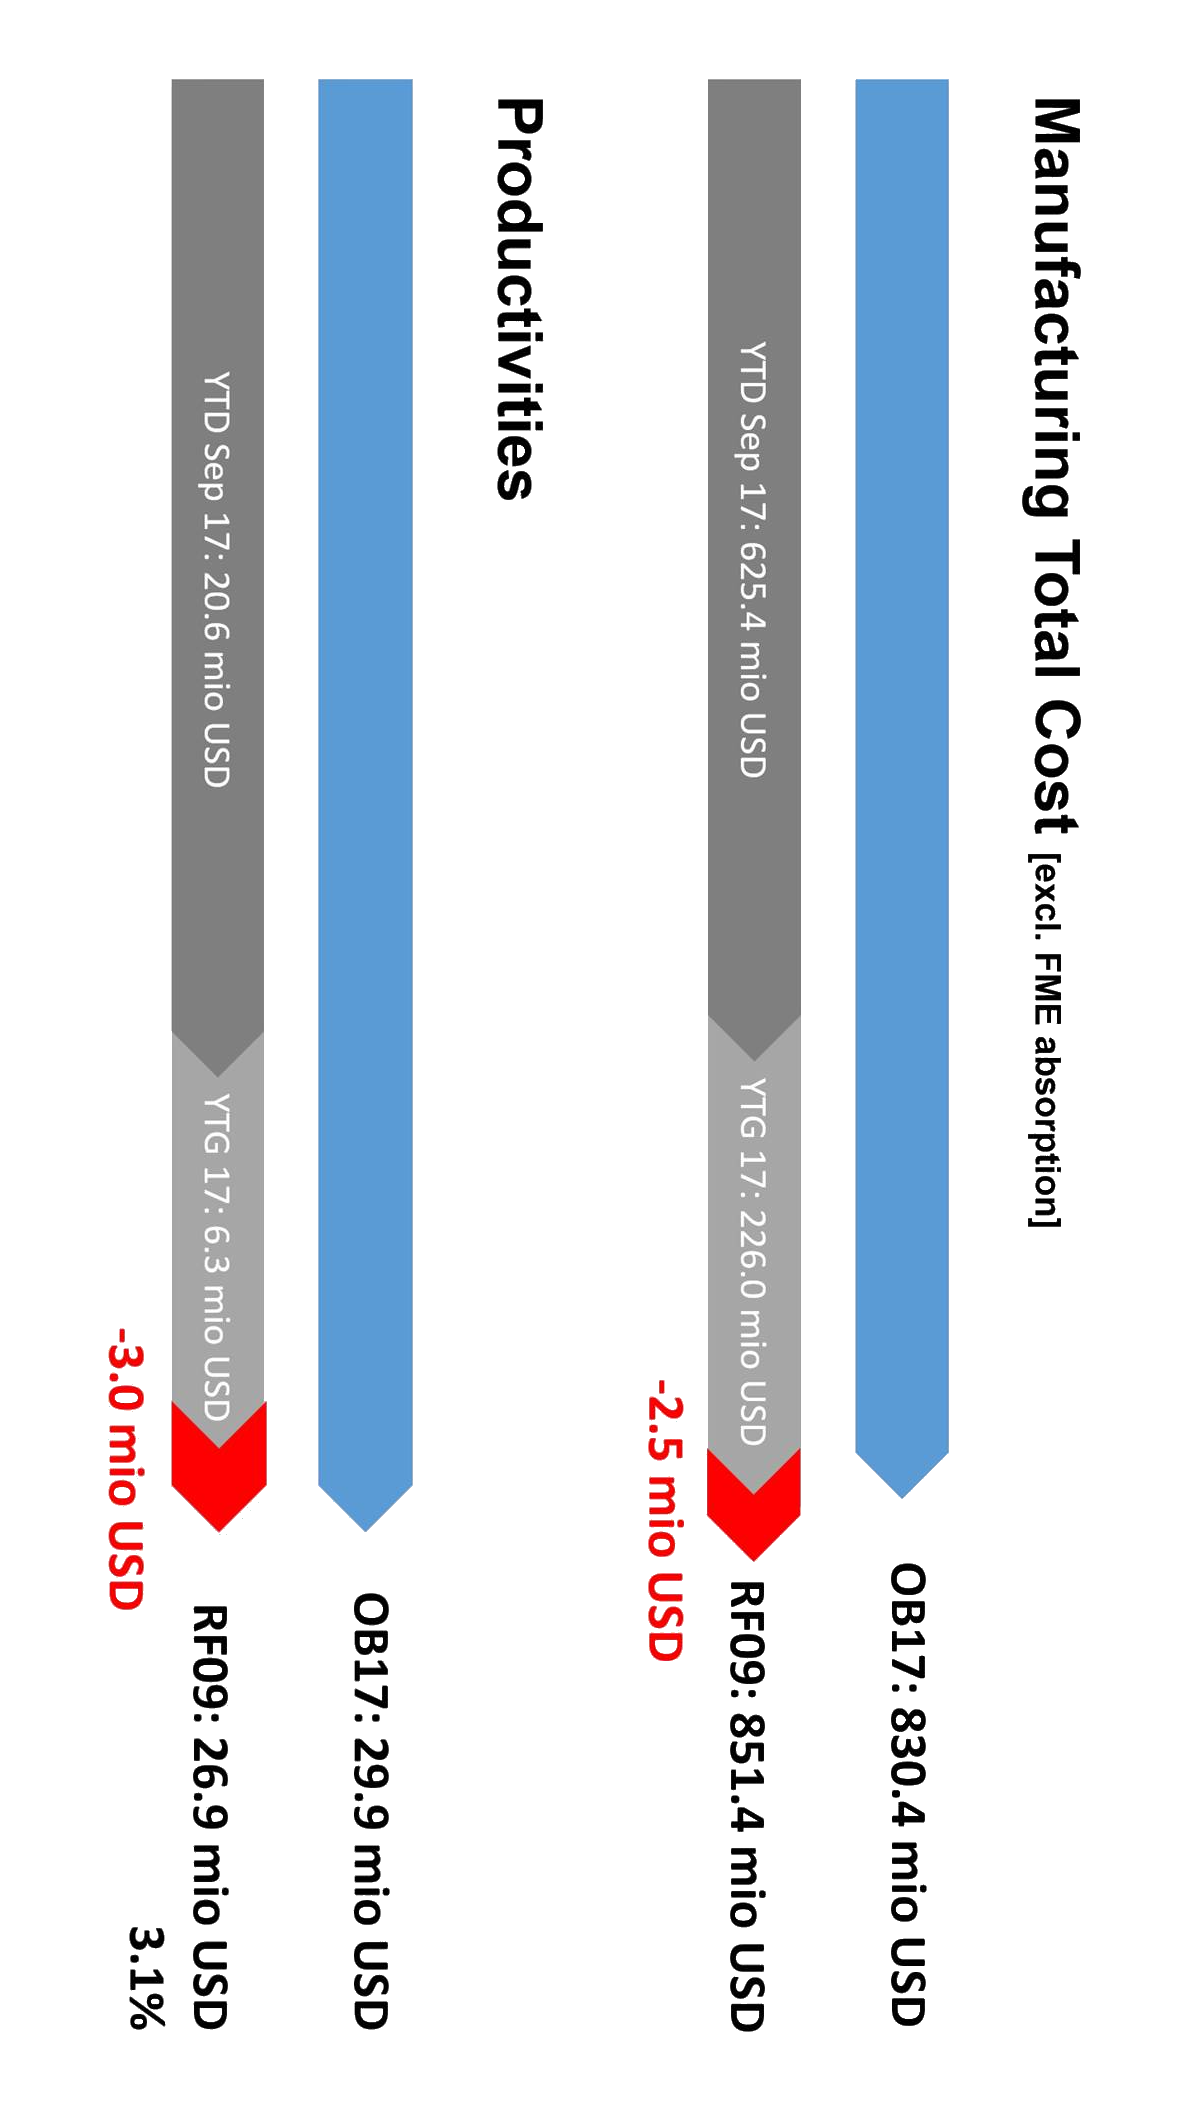 Manufacturing Total Cost [excl. FME absorption]
OB17: 830.4 mio USD
YTD Sep 17: 625.4 mio USD
YTG 17: 226.0 mio USD
RF09: 851.4 mio USD
-2.5 mio USD
Productivities
OB17: 29.9 mio USD
YTD Sep 17: 20.6 mio USD
YTG 17: 6.3 mio USD
RF09: 26.9 mio USD
-3.0 mio USD
3.1%